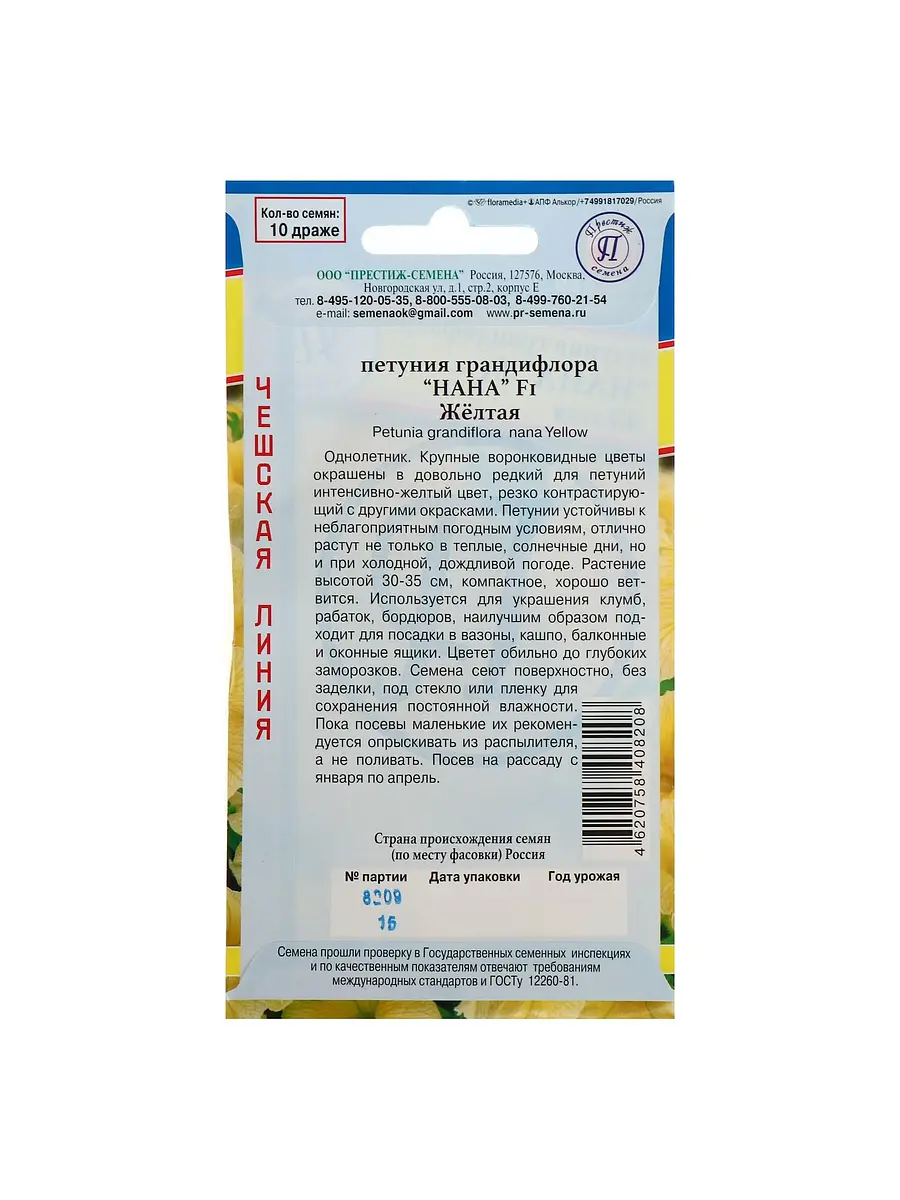 © floramedia+ АПФ Алькор/+74991817029/Россия
Кол-во семян:
10 драже
Престиж
П
семена
ООО “ПРЕСТИЖ-СЕМЕНА” Россия, 127576, Москва,
Новгородская ул, д.1, стр.2, корпус Е
тел. 8-495-120-05-35, 8-800-555-08-03, 8-499-760-21-54
e-mail: semenaok@gmail.com www.pr-semena.ru
ЧЕШСКАЯ ЛИНИЯ
петуния грандифлора
“НАНА” F1
Жёлтая
Petunia grandiflora nana Yellow
Однолетник. Крупные воронковидные цветы
окрашены в довольно редкий для петуний
интенсивно-желтый цвет, резко контрастирую-
щий с другими окрасками. Петунии устойчивы к
неблагоприятным погодным условиям, отлично
растут не только в теплые, солнечные дни, но
и при холодной, дождливой погоде. Растение
высотой 30-35 см, компактное, хорошо вет-
вится. Используется для украшения клумб,
рабаток, бордюров, наилучшим образом под-
ходит для посадки в вазоны, кашпо, балконные
и оконные ящики. Цветет обильно до глубоких
заморозков. Семена сеют поверхностно, без
заделки, под стекло или пленку для
сохранения постоянной влажности.
Пока посевы маленькие их рекомен-
дуется опрыскивать из распылителя,
а не поливать. Посев на рассаду с
января по апрель.
4 620758 408208
Страна происхождения семян
(по месту фасовки) Россия
№ партии Дата упаковки Год урожая
8209
16
Семена прошли проверку в Государственных семенных инспекциях
и по качественным показателям отвечают требованиям
международных стандартов и ГОСТу 12260-81.